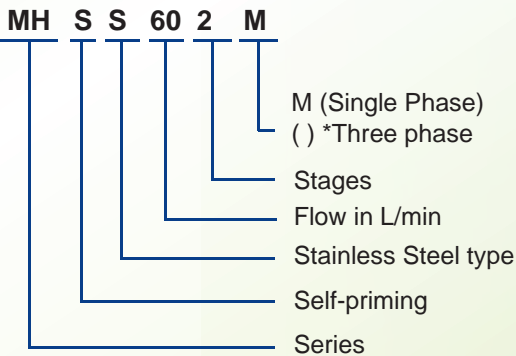 MH S S 60 2 M
M (Single Phase)
( ) *Three phase
Stages
Flow in L/min
Stainless Steel type
Self-priming
Series